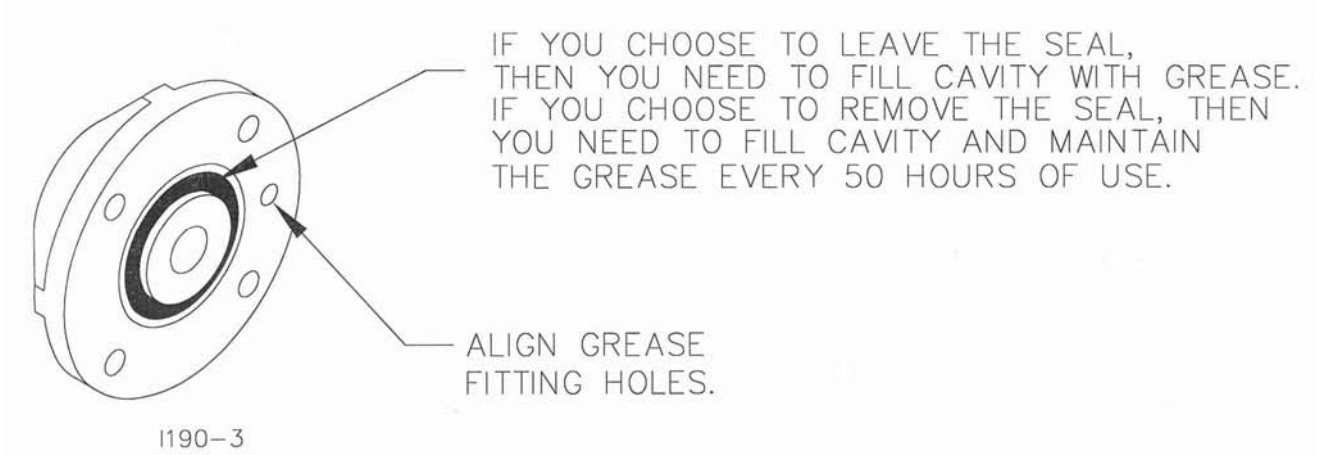 IF YOU CHOOSE TO LEAVE THE SEAL,
THEN YOU NEED TO FILL CAVITY WITH GREASE.
IF YOU CHOOSE TO REMOVE THE SEAL, THEN
YOU NEED TO FILL CAVITY AND MAINTAIN
THE GREASE EVERY 50 HOURS OF USE.
ALIGN GREASE
FITTING HOLES.
I190-3